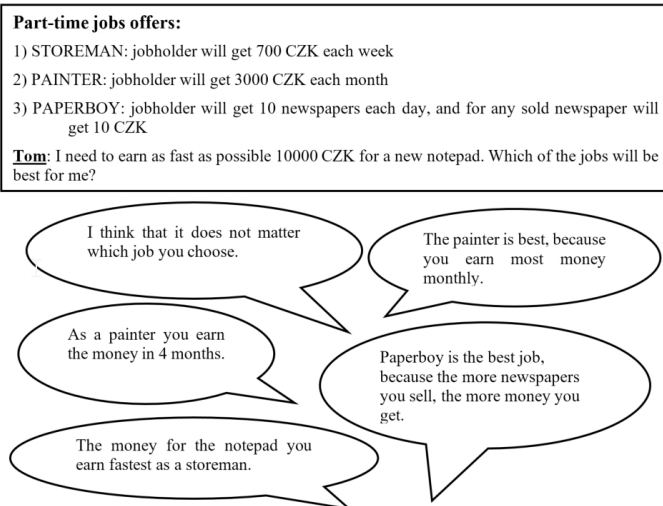 Part-time jobs offers:
1) STOREMAN: jobholder will get 700 CZK each week
2) PAINTER: jobholder will get 3000 CZK each month
3) PAPERBOY: jobholder will get 10 newspapers each day, and for any sold newspaper will
get 10 CZK
Tom: I need to earn as fast as possible 10000 CZK for a new notepad. Which of the jobs will be
best for me?
I think that it does not matter
which job you choose.
The painter is best, because
you earn most money
monthly.
As a painter you earn
the money in 4 months.
Paperboy is the best job,
because the more newspapers
you sell, the more money you
get.
The money for the notepad you
earn fastest as a storeman.